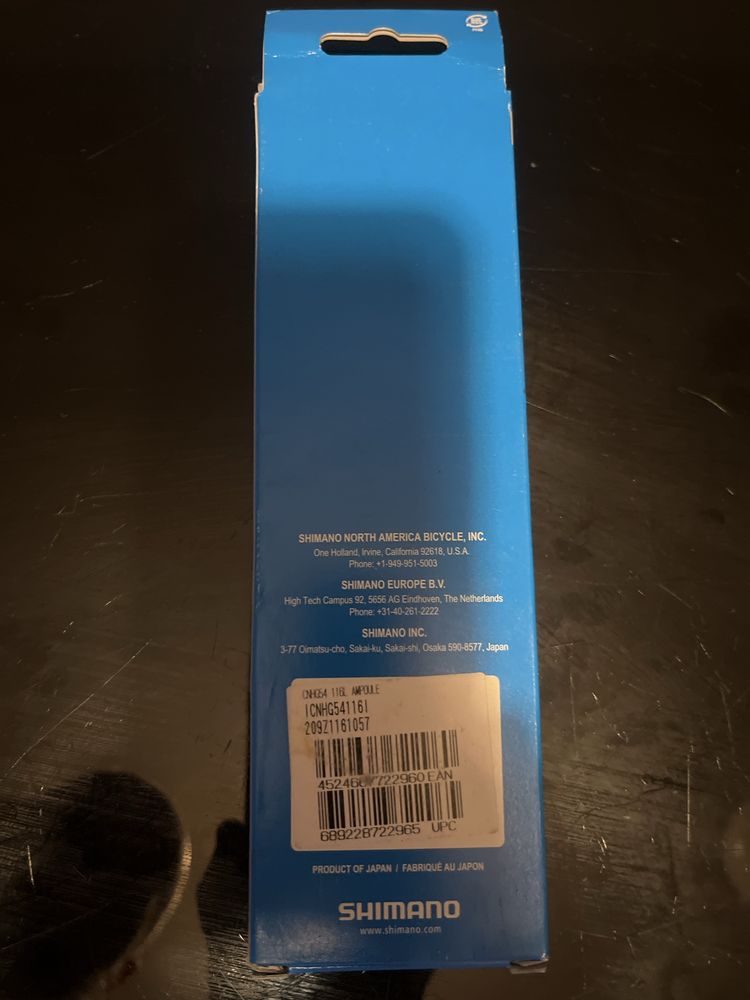 SHIMANO NORTH AMERICA BICYCLE, INC.
One Holland, Irvine, California 92618, U.S.A.
Phone: +1-949-951-5003
SHIMANO EUROPE B.V.
High Tech Campus 92, 5656 AG Eindhoven, The Netherlands
Phone: +31-40-261-2222
SHIMANO INC.
3-77 Oimatsu-cho, Sakai-ku, Sakai-shi, Osaka 590-8577, Japan
CNHG54 116L AMPOULE
ICNHG54116I
209Z1161057
EAN
689228722965 UPC
PRODUCT OF JAPAN / FABRIQUÉ AU JAPON
SHIMANO
www.shimano.com